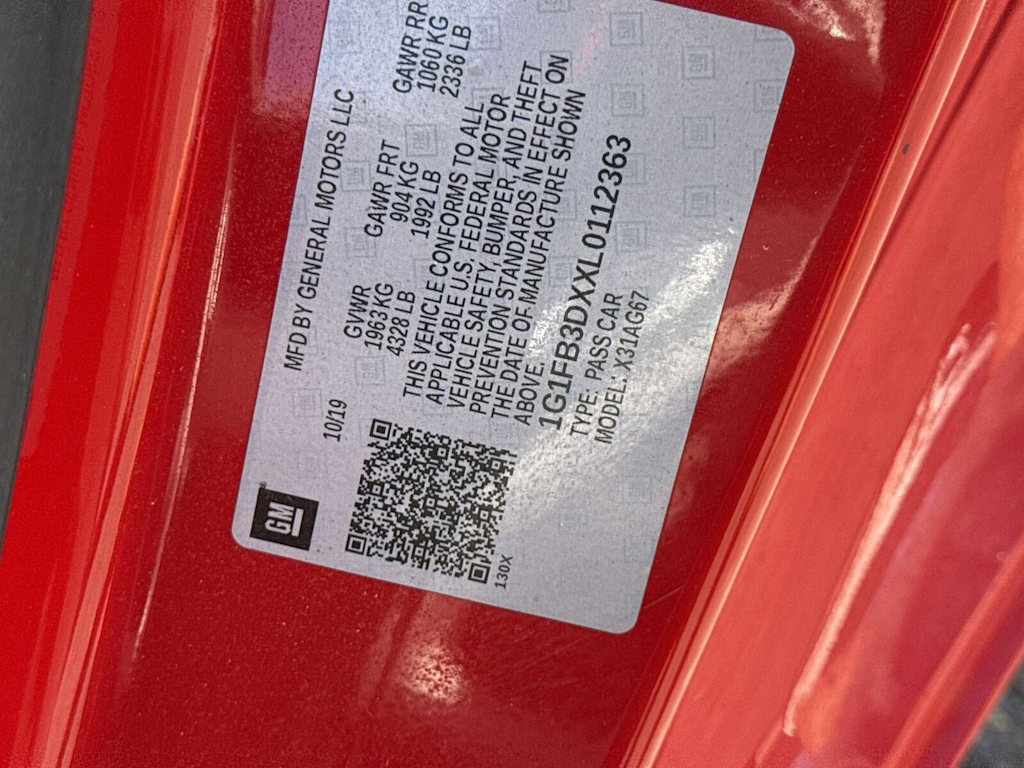 GM
10/19
MFD BY GENERAL MOTORS LLC
GVWR
1963 KG
4328 LB
GAWR FRT
904 KG
1992 LB
GAWR RR
1060 KG
2336 LB
THIS VEHICLE CONFORMS TO ALL
APPLICABLE U.S. FEDERAL MOTOR
VEHICLE SAFETY, BUMPER, AND THEFT
PREVENTION STANDARDS IN EFFECT ON
THE DATE OF MANUFACTURE SHOWN
ABOVE.
1G1FB3DXXL0112363
TYPE: PASS CAR
MODEL: X31AG67
130X